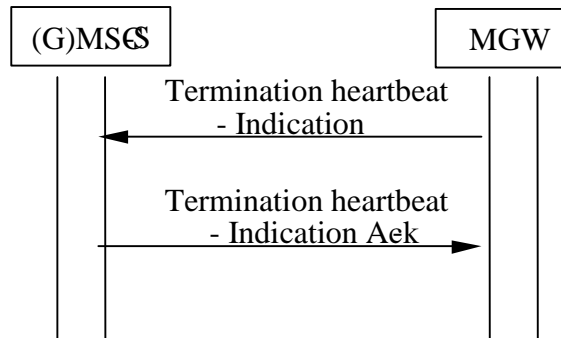 (G)MSC-S
MGW
Termination heartbeat
- Indication
Termination heartbeat
- Indication Ack